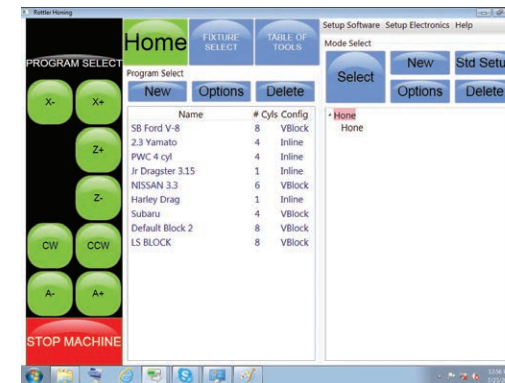 Rottler Honing
Setup Software Setup Electronics Help
Home
FIXTURE
SELECT
TABLE OF
TOOLS
Mode Select
PROGRAM SELECT
Program Select
New
Options
Delete
Select
New
Std Setu
Options
Delete
Name # Cyls Config
SB Ford V-8 8 VBlock
2.3 Yamato 4 Inline
PWC 4 cyl 4 Inline
Jr Dragster 3.15 1 Inline
NISSAN 3.3 6 VBlock
Harley Drag 1 Inline
Subaru 4 VBlock
Default Block 2 8 VBlock
LS BLOCK 8 VBlock
Hone
Hone
X-
X+
Z+
Z-
CW
CCW
A-
A+
STOP MACHINE